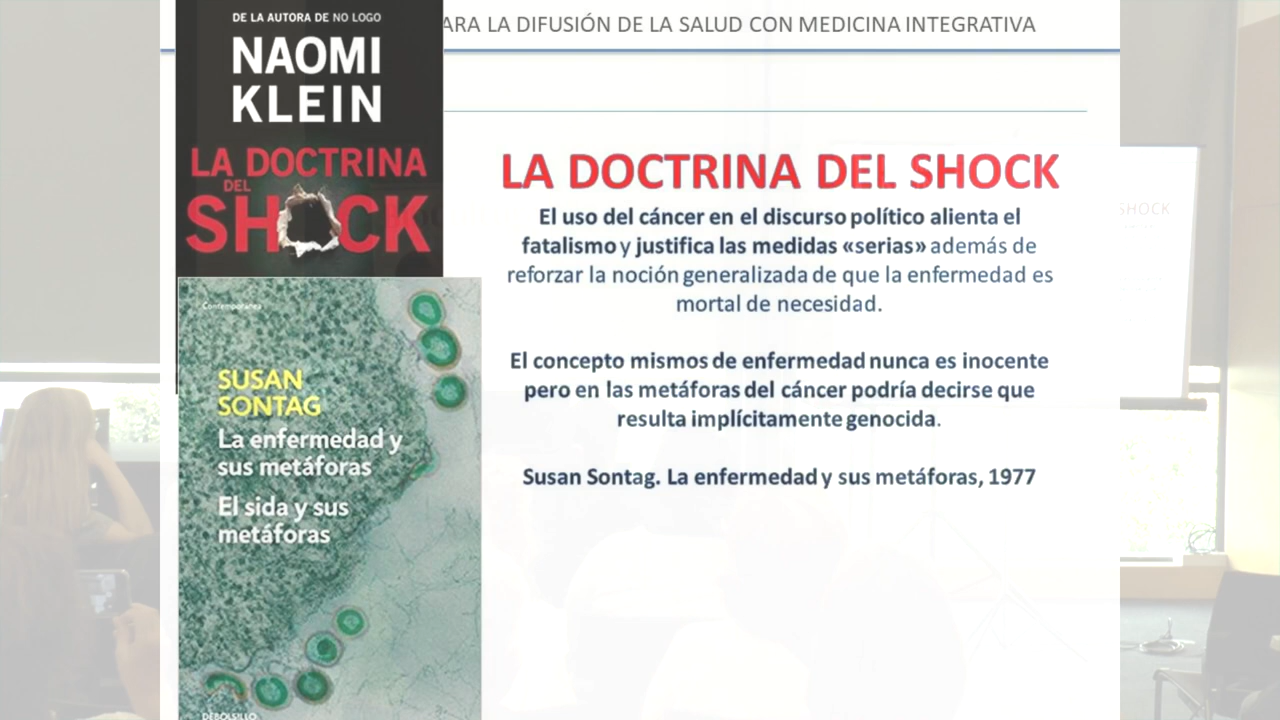 ARA LA DIFUSIÓN DE LA SALUD CON MEDICINA INTEGRATIVA
DE LA AUTORA DE NO LOGO
NAOMI
KLEIN
LA DOCTRINA
DEL
SHOCK
Contemporánea
SUSAN
SONTAG
La enfermedad y
sus metáforas
El sida y sus
metáforas
DEBOLSILLO
LA DOCTRINA DEL SHOCK
El uso del cáncer en el discurso político alienta el
fatalismo y justifica las medidas «serias» además de
reforzar la noción generalizada de que la enfermedad es
mortal de necesidad.
El concepto mismos de enfermedad nunca es inocente
pero en las metáforas del cáncer podría decirse que
resulta implícitamente genocida.
Susan Sontag. La enfermedad y sus metáforas, 1977
SHOCK